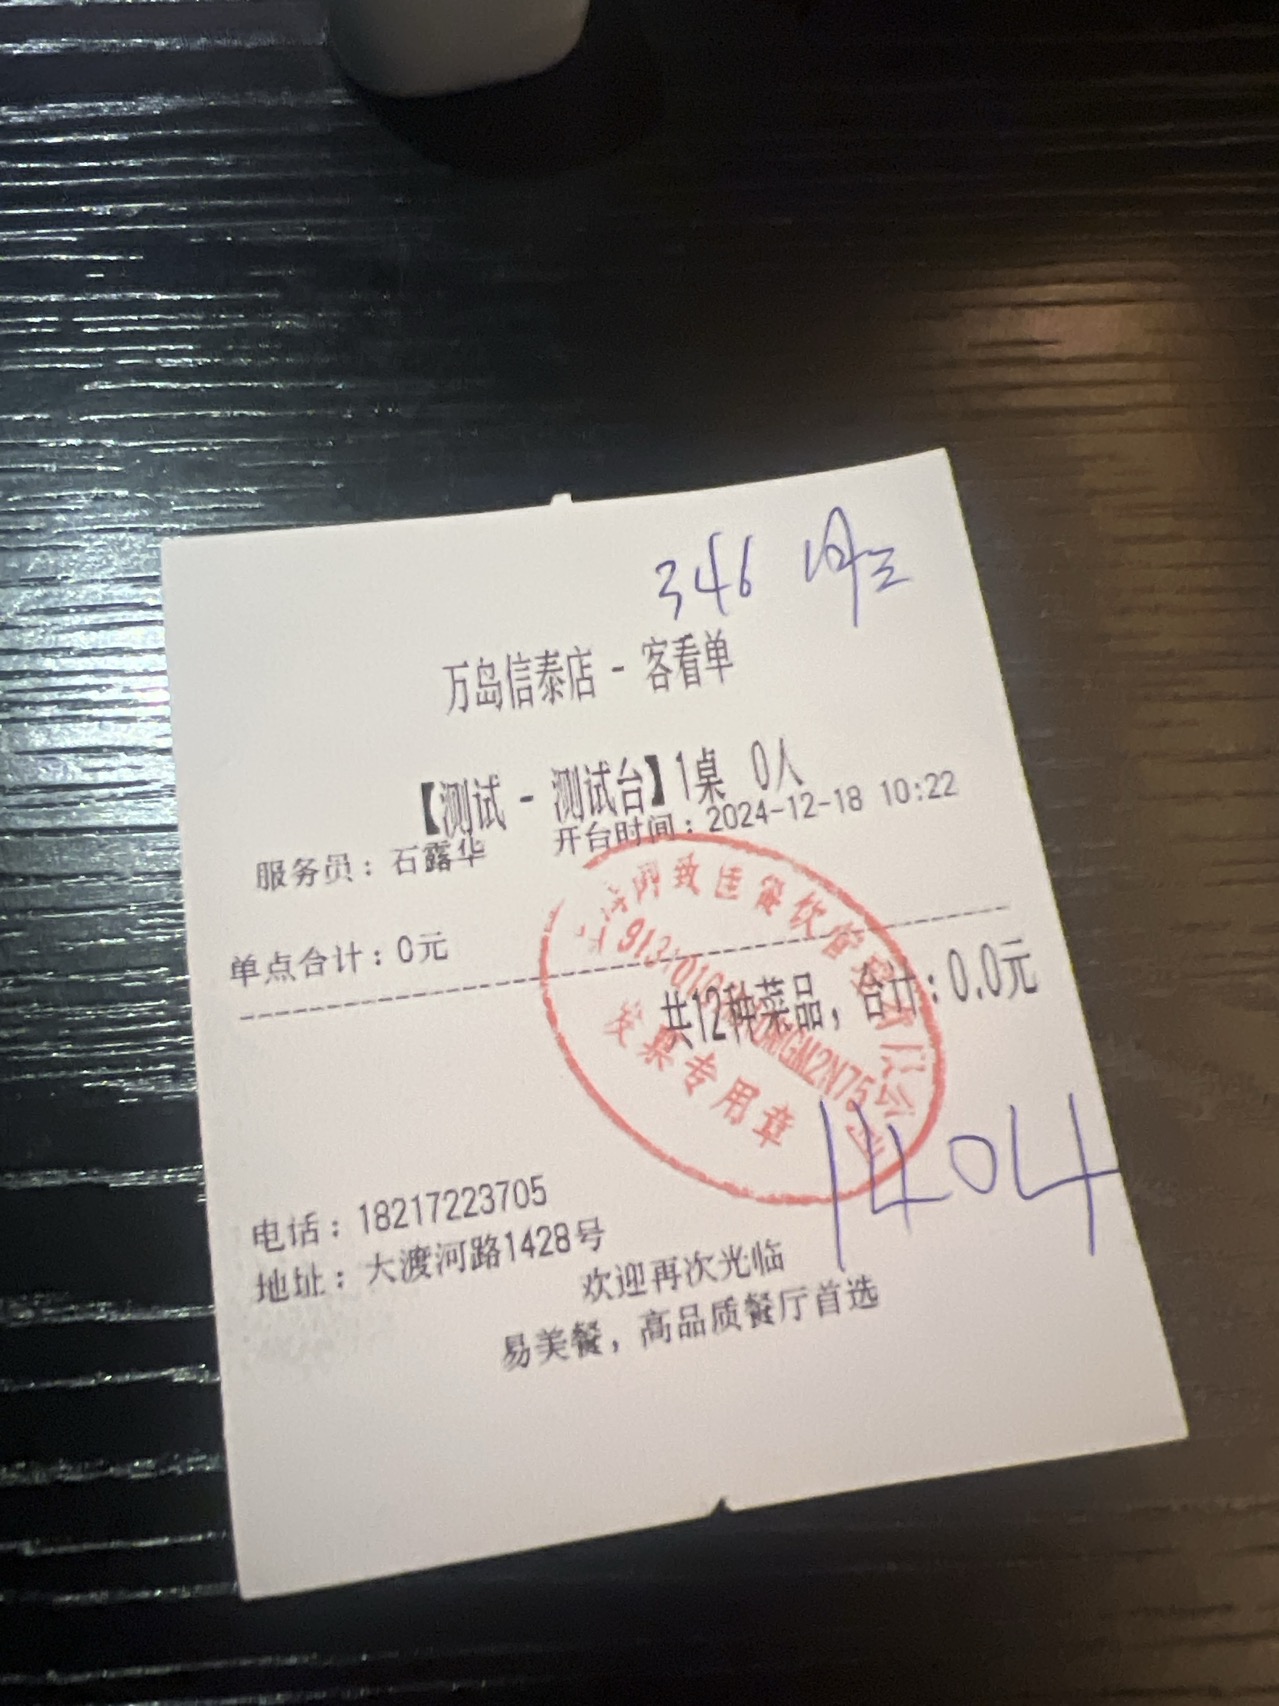 346
万岛信泰店 - 客看单
【测试 - 测试台】1桌 0人
服务员：石露华 开台时间：2024-12-18 10:22
单点合计：0元
共12种菜品，合计：0.0元
发票专用章
1404
电话：18217223705
地址：大渡河路1428号
欢迎再次光临
易美餐，高品质餐厅首选